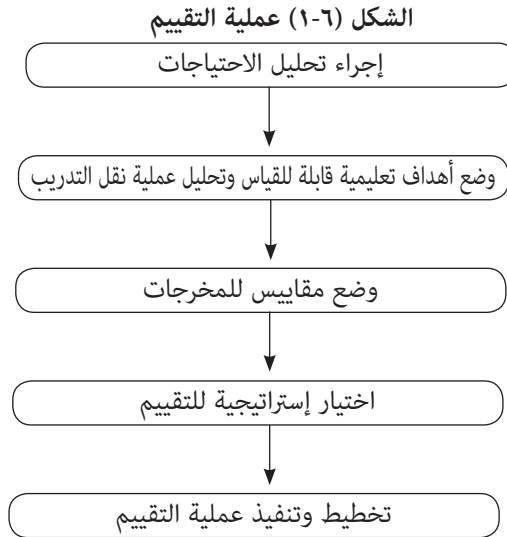 الشكل (٦-١) عملية التقييم
إجراء تحليل الاحتياجات
وضع أهداف تعليمية قابلة للقياس وتحليل عملية نقل التدريب
وضع مقاييس للمخرجات
اختيار إستراتيجية للتقييم
تخطيط وتنفيذ عملية التقييم